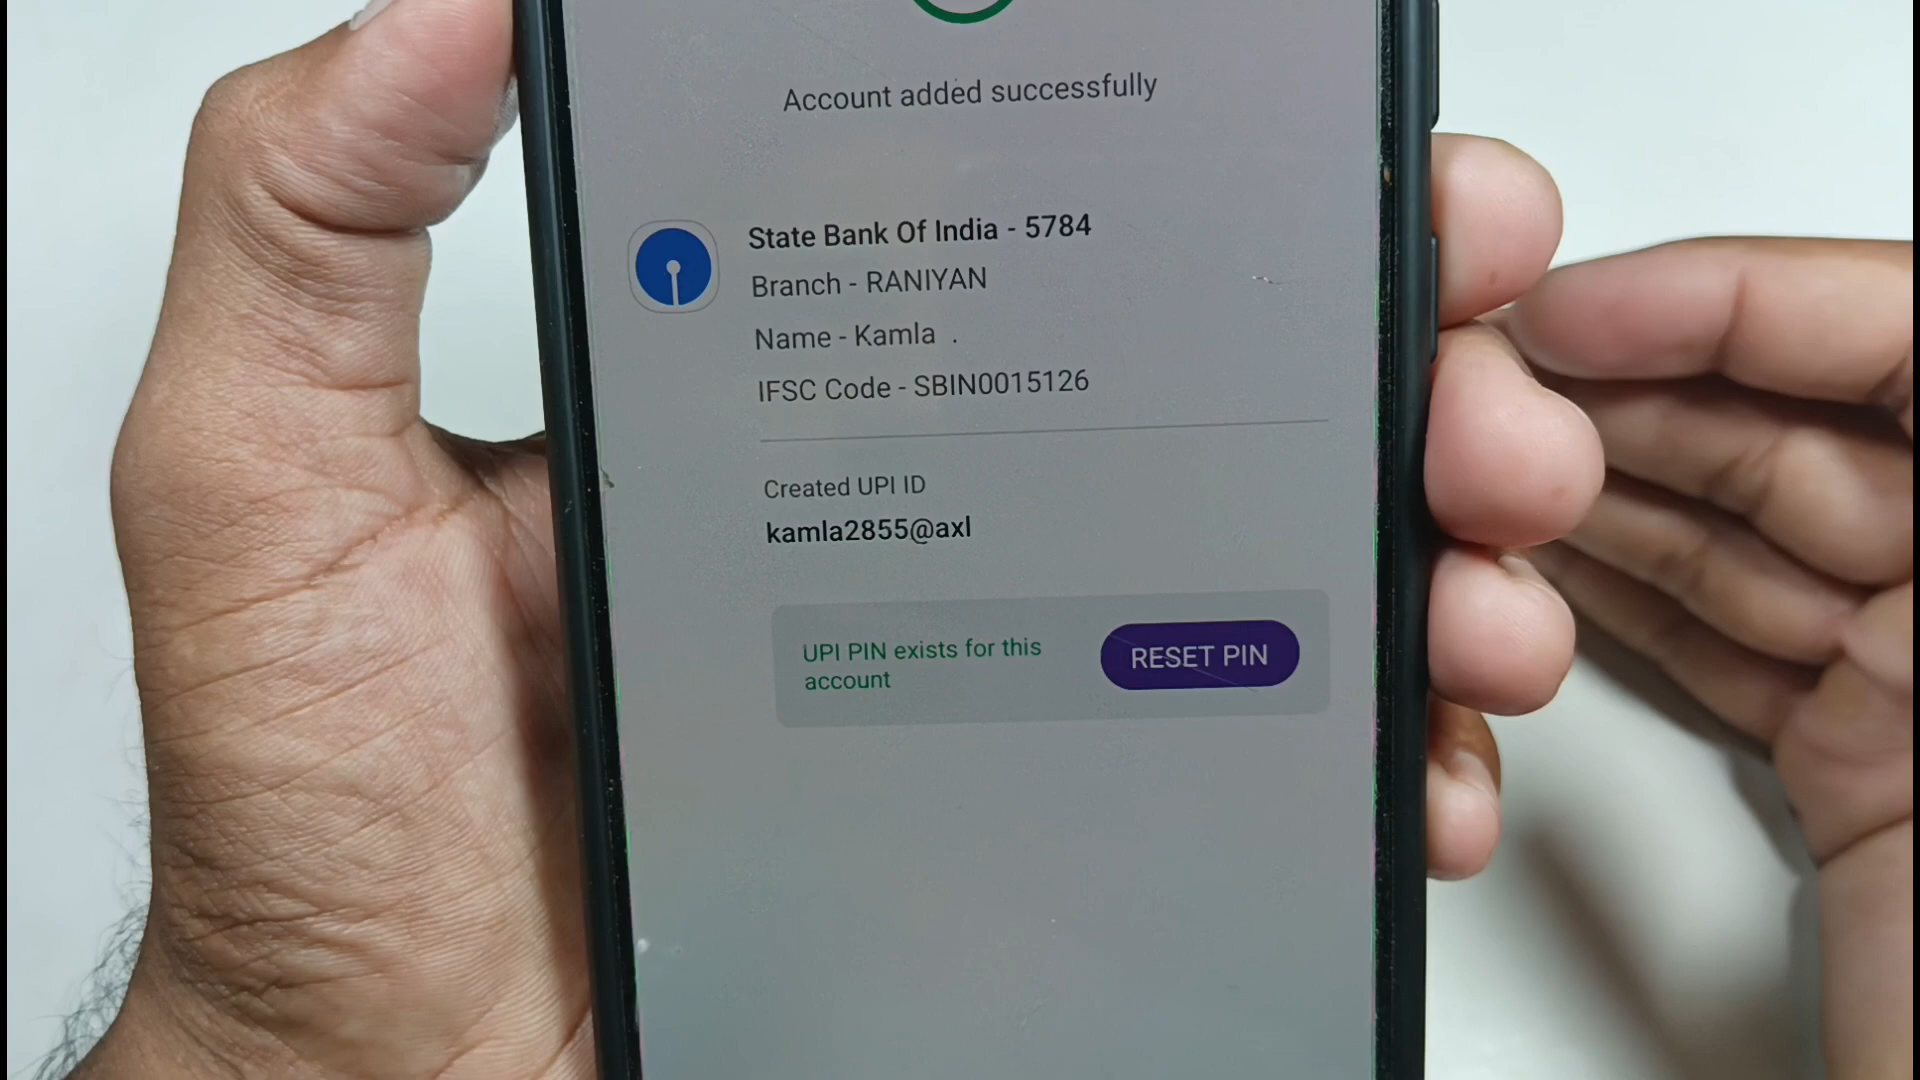 Account added successfully
State Bank Of India - 5784
Branch - RANIYAN
Name - Kamla .
IFSC Code - SBIN0015126
Created UPI ID
kamla2855@axl
UPI PIN exists for this
account
RESET PIN